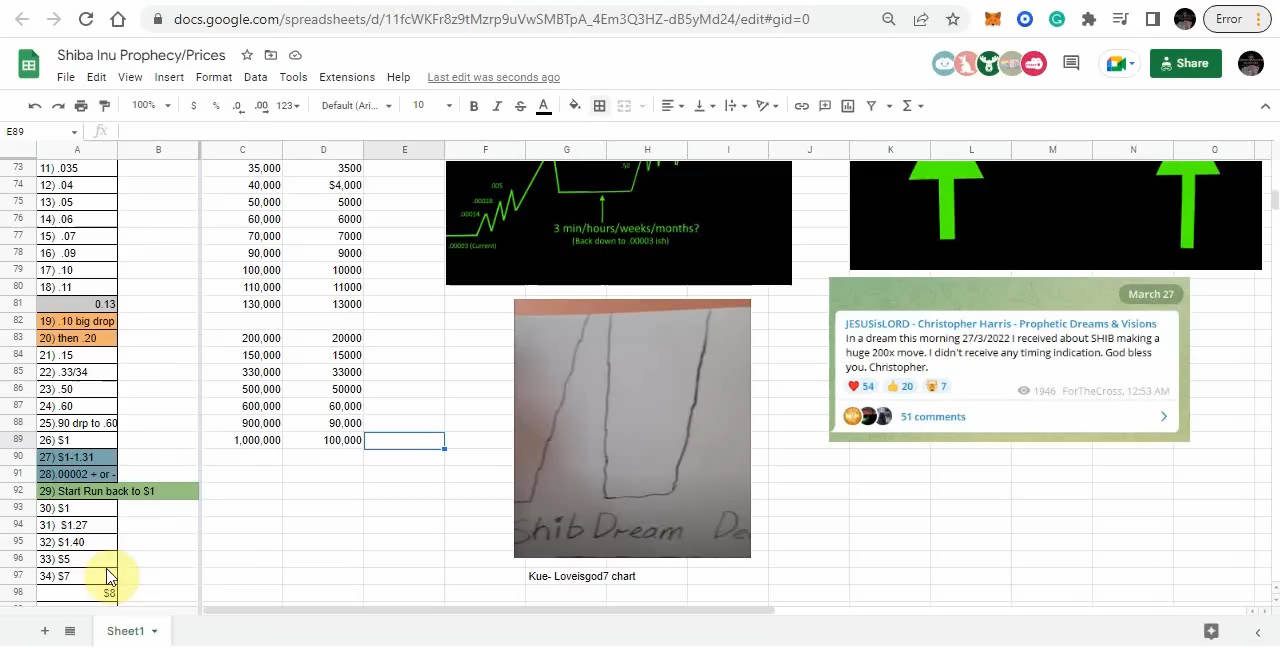 docs.google.com/spreadsheets/d/11fcWKFr8z9tMzrp9uVwSMBTpA_4Em3Q3HZ-dB5yMd24/edit#gid=0
Error
Shiba Inu Prophecy/Prices
File Edit View Insert Format Data Tools Extensions Help Last edit was seconds ago
Share
100% $ % .0 .00 123 Default (Ari... 10 B I S A
E89 fx
A B C D E F G H I J K L M N O
73 11) .035 35,000 3500
74 12) .04 40,000 $4,000
75 13) .05 50,000 5000
76 14) .06 60,000 6000
77 15) .07 70,000 7000
78 16) .09 90,000 9000
79 17) .10 100,000 10000
80 18) .11 110,000 11000
81 0.13 130,000 13000
82 19) .10 big drop
83 20) then .20 200,000 20000
84 21) .15 150,000 15000
85 22) .33/34 330,000 33000
86 23) .50 500,000 50000
87 24) .60 600,000 60,000
88 25).90 drp to .60 900,000 90,000
89 26) $1 1,000,000 100,000
90 27) $1-1.31
91 28).00002 + or -
92 29) Start Run back to $1
93 30) $1
94 31) $1.27
95 32) $1.40
96 33) $5
97 34) $7
98 $8
.50
.005
.00028
.00014
.00003 (Current)
3 min/hours/weeks/months?
(Back down to .00003 ish)
Shib Dream De
Kue- Loveisgod7 chart
March 27
JESUSisLORD - Christopher Harris - Prophetic Dreams & Visions
In a dream this morning 27/3/2022 I received about SHIB making a
huge 200x move. I didn't receive any timing indication. God bless
you. Christopher.
54 20 7 1946 ForTheCross, 12:53 AM
51 comments
Sheet1